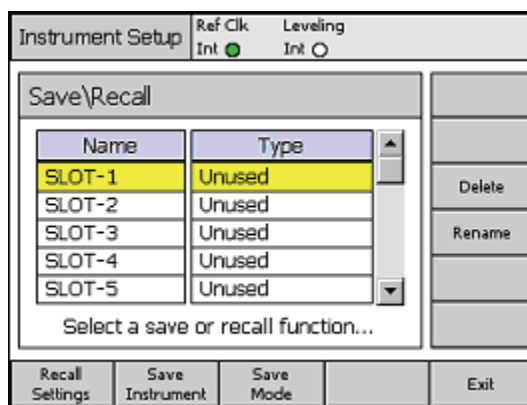 Instrument Setup
Ref Clk Leveling
Int Int
Save\Recall
Name Type
SLOT-1 Unused
SLOT-2 Unused
SLOT-3 Unused
SLOT-4 Unused
SLOT-5 Unused
Select a save or recall function...
Delete
Rename
Recall Settings
Save Instrument
Save Mode
Exit